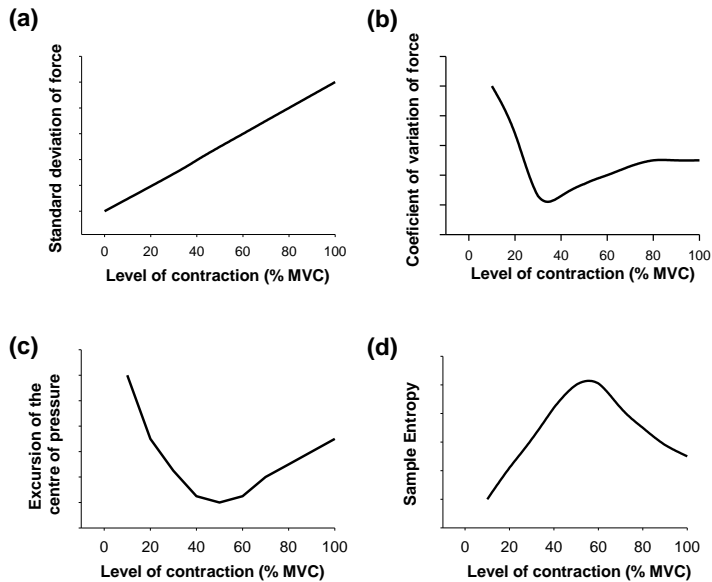 (a)
Standard deviation of force
0 20 40 60 80 100
Level of contraction (% MVC)
(b)
Coeficient of variation of force
0 20 40 60 80 100
Level of contraction (% MVC)
(c)
Excursion of the
centre of pressure
0 20 40 60 80 100
Level of contraction (% MVC)
(d)
Sample Entropy
0 20 40 60 80 100
Level of contraction (% MVC)